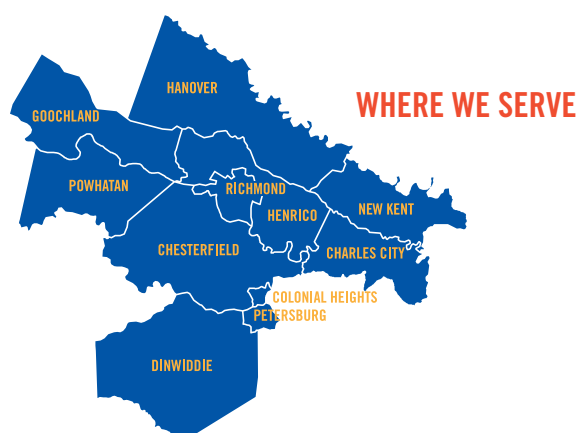 HANOVER
WHERE WE SERVE
GOOCHLAND
POWHATAN
RICHMOND
NEW KENT
HENRICO
CHESTERFIELD
CHARLES CITY
COLONIAL HEIGHTS
PETERSBURG
DINWIDDIE